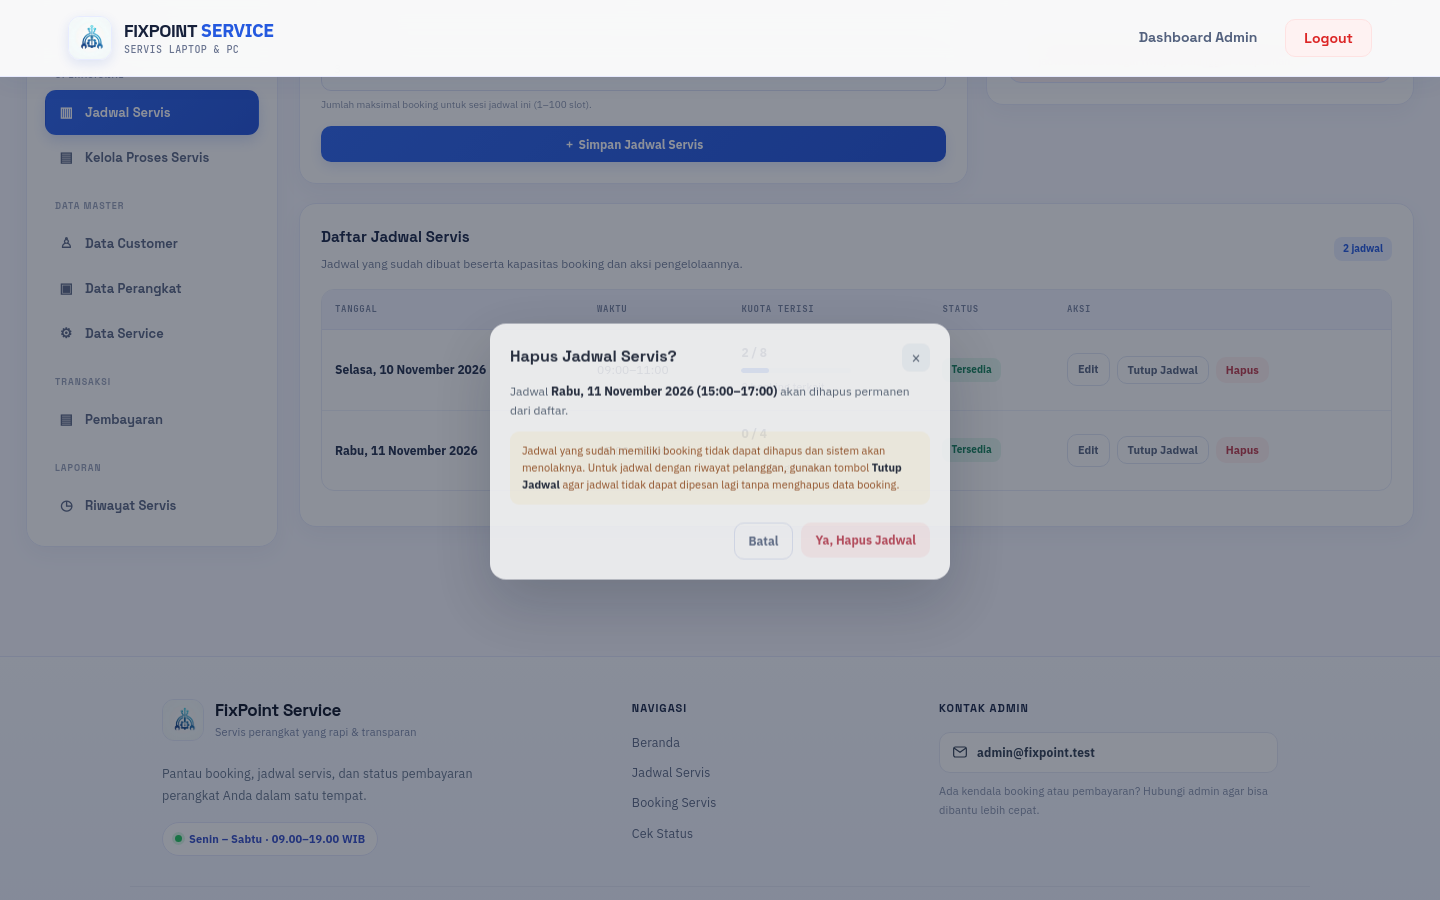 FIXPOINT SERVICE
SERVIS LAPTOP & PC
Dashboard Admin
Logout
Jadwal Servis
Kelola Proses Servis
DATA MASTER
Data Customer
Data Perangkat
Data Service
TRANSAKSI
Pembayaran
LAPORAN
Riwayat Servis
Jumlah maksimal booking untuk sesi jadwal ini (1–100 slot).
+ Simpan Jadwal Servis
Daftar Jadwal Servis
Jadwal yang sudah dibuat beserta kapasitas booking dan aksi pengelolaannya.
2 jadwal
TANGGAL WAKTU KUOTA TERISI STATUS AKSI
Selasa, 10 November 2026 09:00–11:00 2 / 8 Tersedia Edit Tutup Jadwal Hapus
Rabu, 11 November 2026 0 / 4 Tersedia Edit Tutup Jadwal Hapus
Hapus Jadwal Servis?
×
Jadwal Rabu, 11 November 2026 (15:00–17:00) akan dihapus permanen
dari daftar.
Jadwal yang sudah memiliki booking tidak dapat dihapus dan sistem akan
menolaknya. Untuk jadwal dengan riwayat pelanggan, gunakan tombol Tutup
Jadwal agar jadwal tidak dapat dipesan lagi tanpa menghapus data booking.
Batal
Ya, Hapus Jadwal
FixPoint Service
Servis perangkat yang rapi & transparan
Pantau booking, jadwal servis, dan status pembayaran
perangkat Anda dalam satu tempat.
Senin – Sabtu · 09.00–19.00 WIB
NAVIGASI
Beranda
Jadwal Servis
Booking Servis
Cek Status
KONTAK ADMIN
admin@fixpoint.test
Ada kendala booking atau pembayaran? Hubungi admin agar bisa
dibantu lebih cepat.